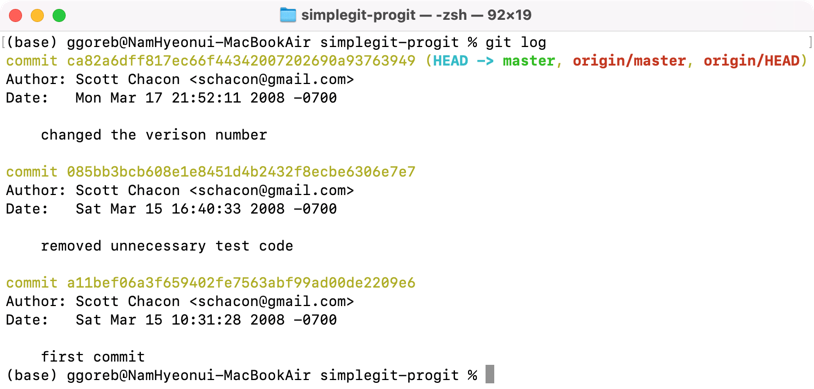 simplegit-progit — -zsh — 92×19
[(base) ggoreb@NamHyeonui-MacBookAir simplegit-progit % git log ]
commit ca82a6dff817ec66f44342007202690a93763949 (HEAD -> master, origin/master, origin/HEAD)
Author: Scott Chacon <schacon@gmail.com>
Date:   Mon Mar 17 21:52:11 2008 -0700
    changed the verison number
commit 085bb3bcb608e1e8451d4b2432f8ecbe6306e7e7
Author: Scott Chacon <schacon@gmail.com>
Date:   Sat Mar 15 16:40:33 2008 -0700
    removed unnecessary test code
commit a11bef06a3f659402fe7563abf99ad00de2209e6
Author: Scott Chacon <schacon@gmail.com>
Date:   Sat Mar 15 10:31:28 2008 -0700
    first commit
(base) ggoreb@NamHyeonui-MacBookAir simplegit-progit %